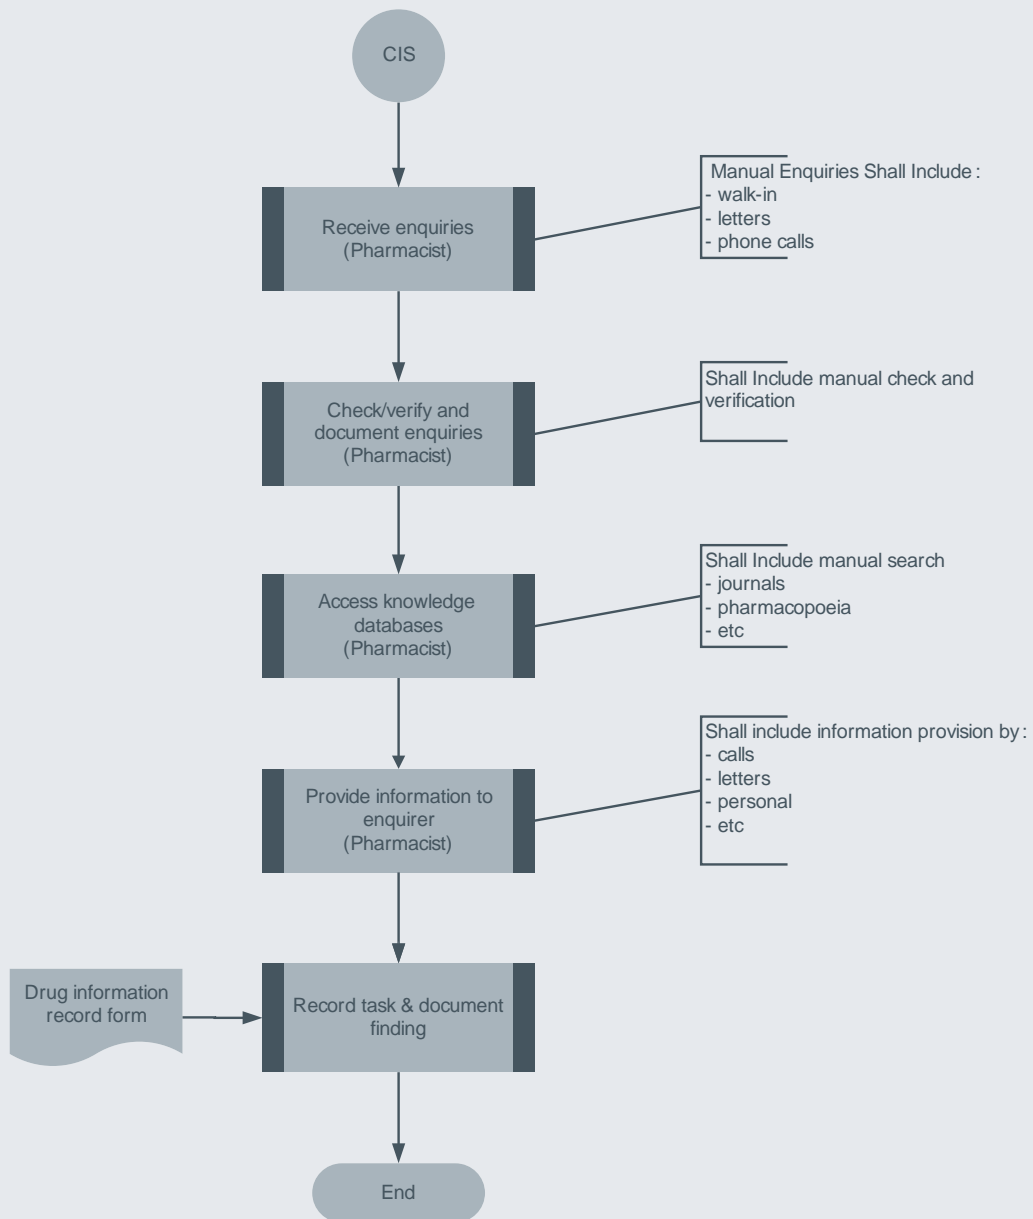 CIS
Receive enquiries
(Pharmacist)
Manual Enquiries Shall Include :
- walk-in
- letters
- phone calls
Check/verify and
document enquiries
(Pharmacist)
Shall Include manual check and
verification
Access knowledge
databases
(Pharmacist)
Shall Include manual search
- journals
- pharmacopoeia
- etc
Provide information to
enquirer
(Pharmacist)
Shall include information provision by :
- calls
- letters
- personal
- etc
Drug information
record form
Record task & document
finding
End